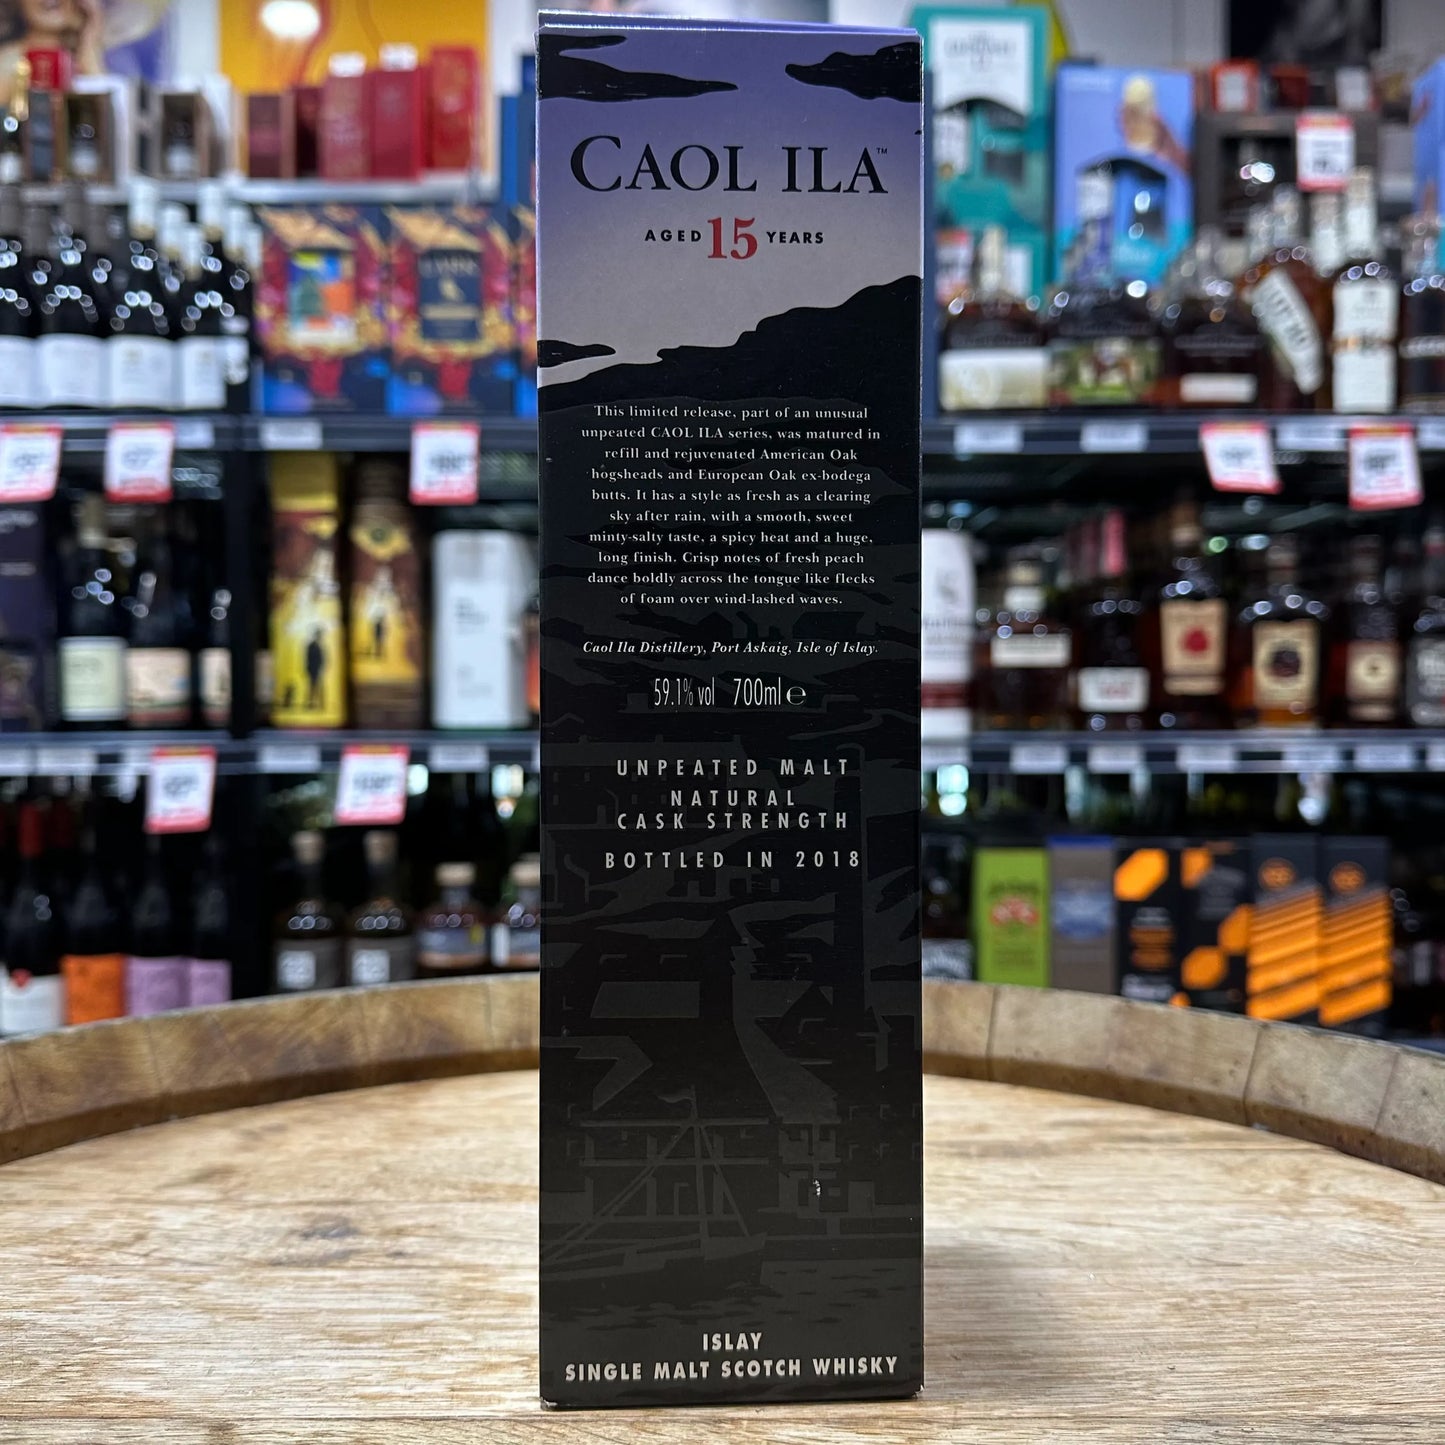 CAOL ILA™
AGED 15 YEARS
This limited release, part of an unusual
unpeated CAOL ILA series, was matured in
refill and rejuvenated American Oak
hogsheads and European Oak ex-bodega
butts. It has a style as fresh as a clearing
sky after rain, with a smooth, sweet
minty-salty taste, a spicy heat and a huge,
long finish. Crisp notes of fresh peach
dance boldly across the tongue like flecks
of foam over wind-lashed waves.
Caol Ila Distillery, Port Askaig, Isle of Islay.
59.1% vol 700ml ℮
UNPEATED MALT
NATURAL
CASK STRENGTH
BOTTLED IN 2018
ISLAY
SINGLE MALT SCOTCH WHISKY